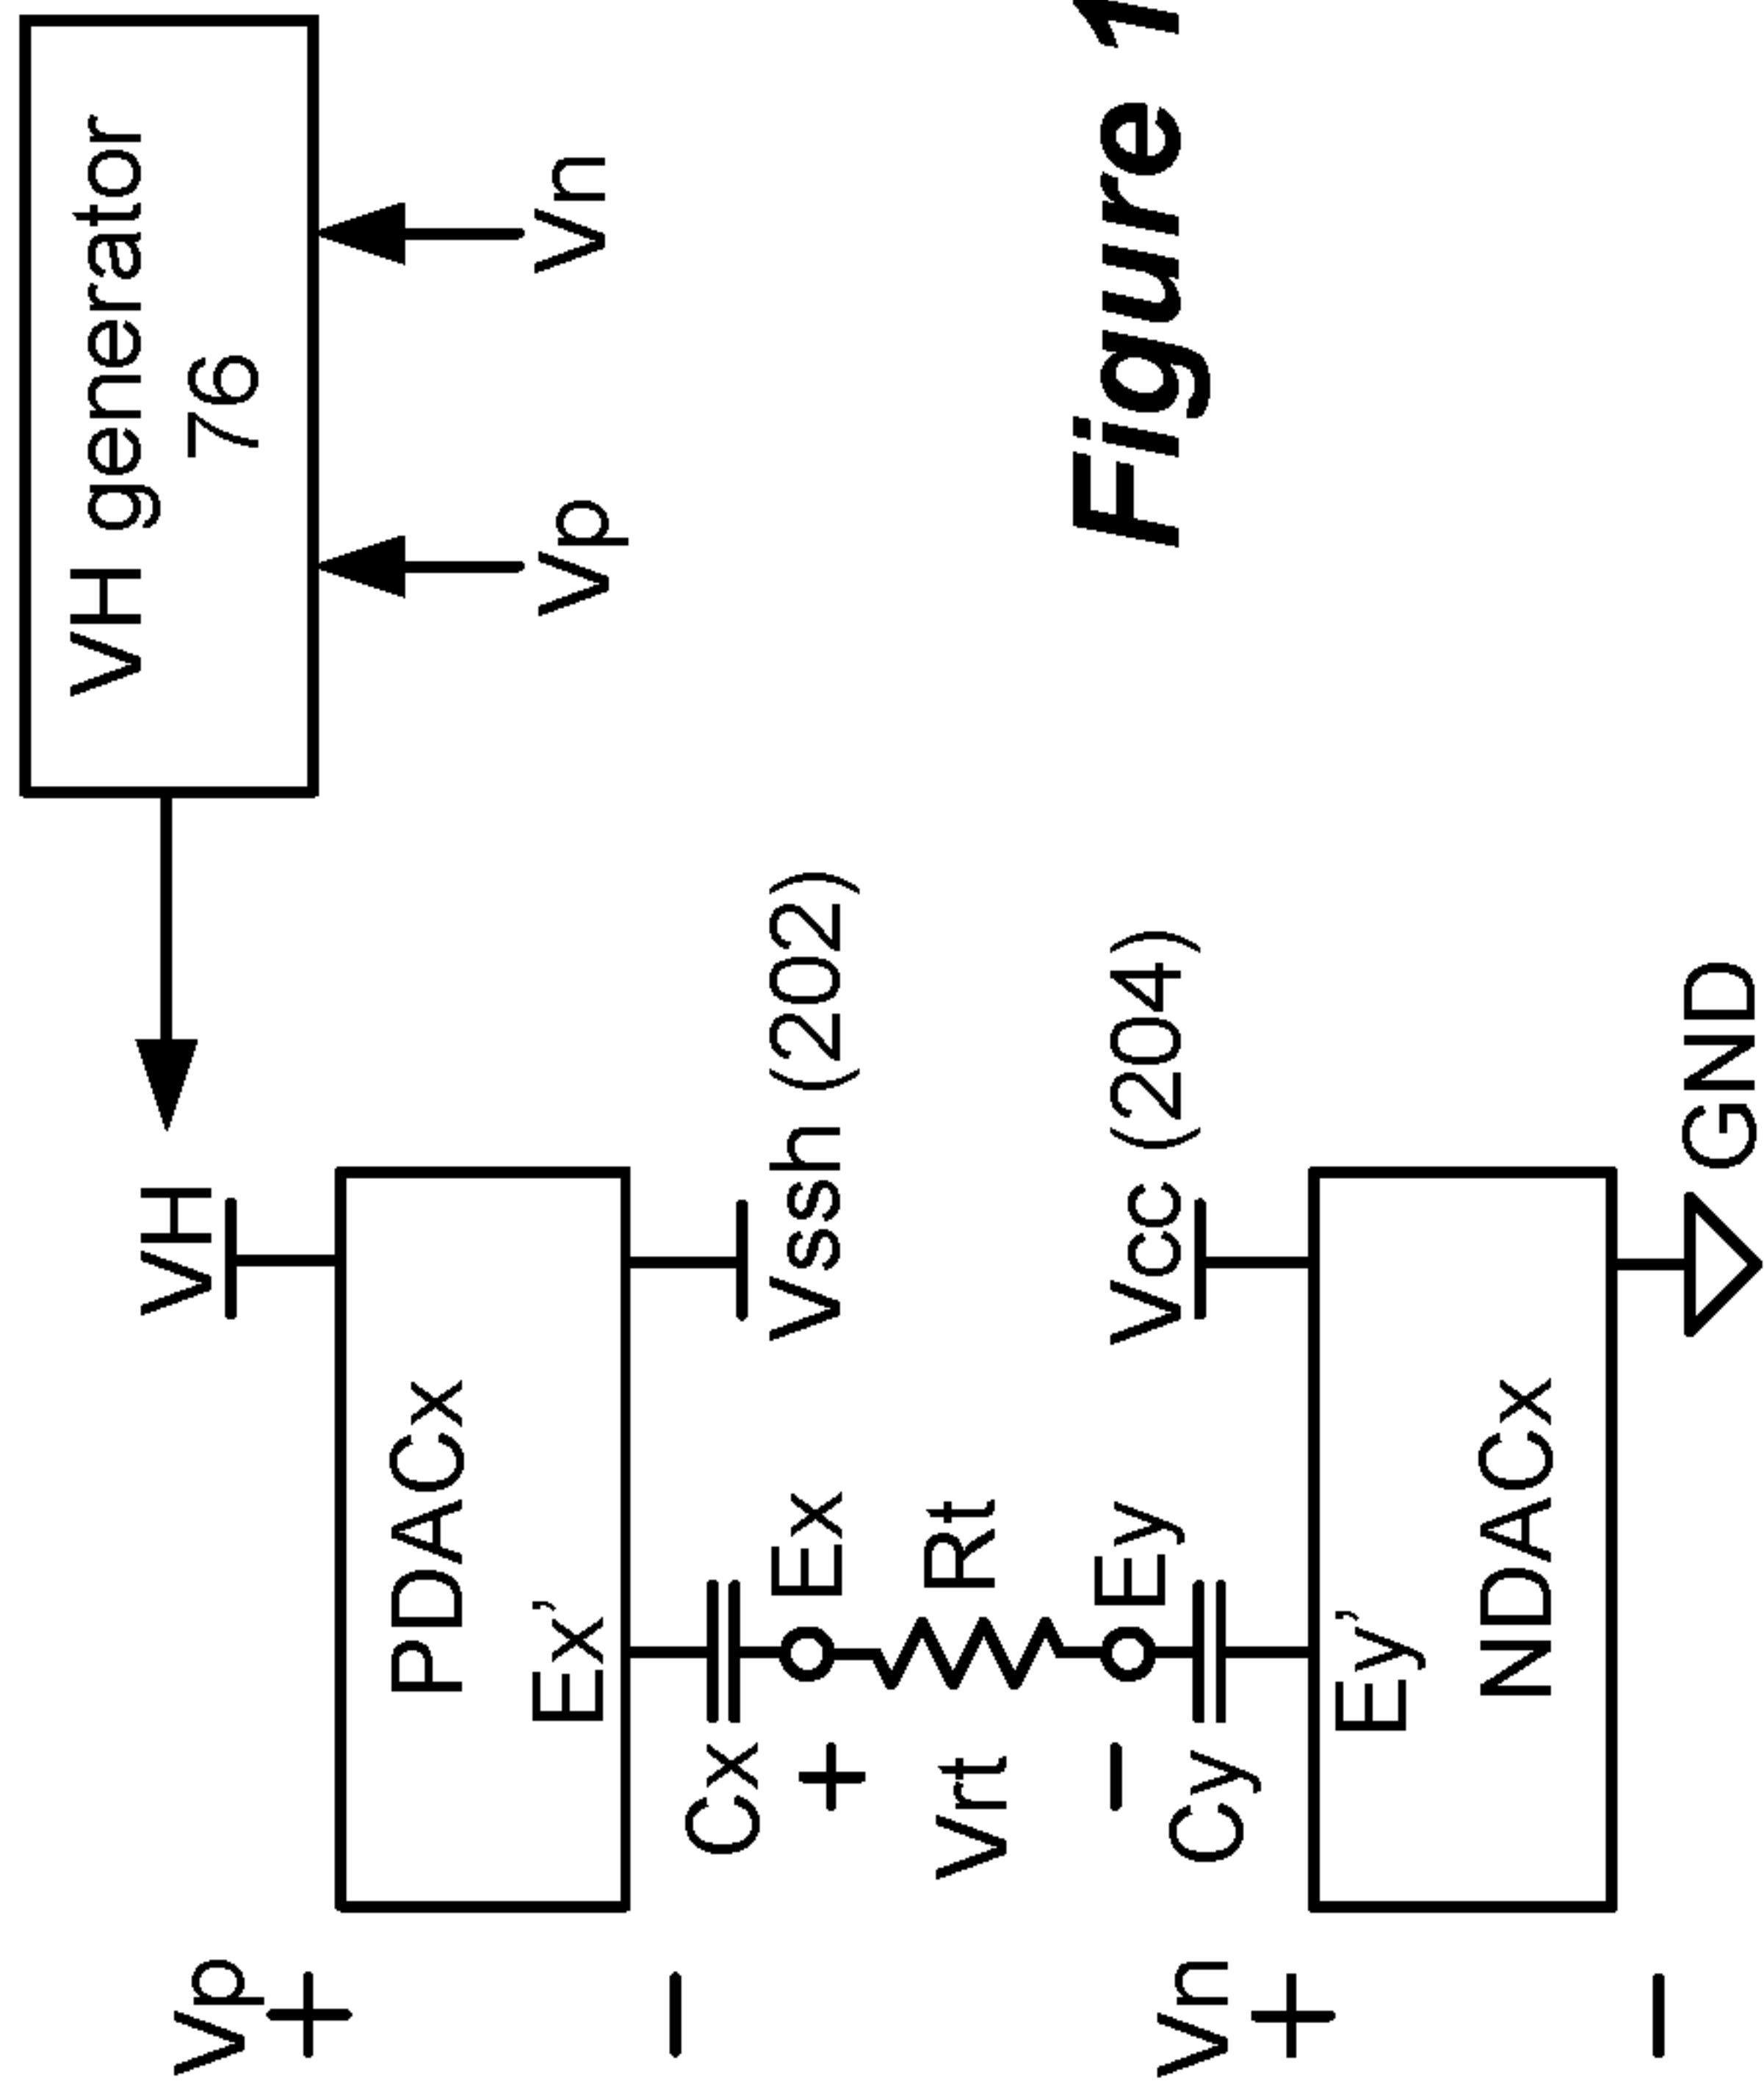 VH generator
76
Vp
Vn
VH
Vp
+
−
PDACx
Ex’
Vssh (202)
Cx
Ex
+
Vrt
−
Rt
Ey
Cy
Vcc (204)
Vn
+
−
Ey’
NDACx
GND
Figure 1